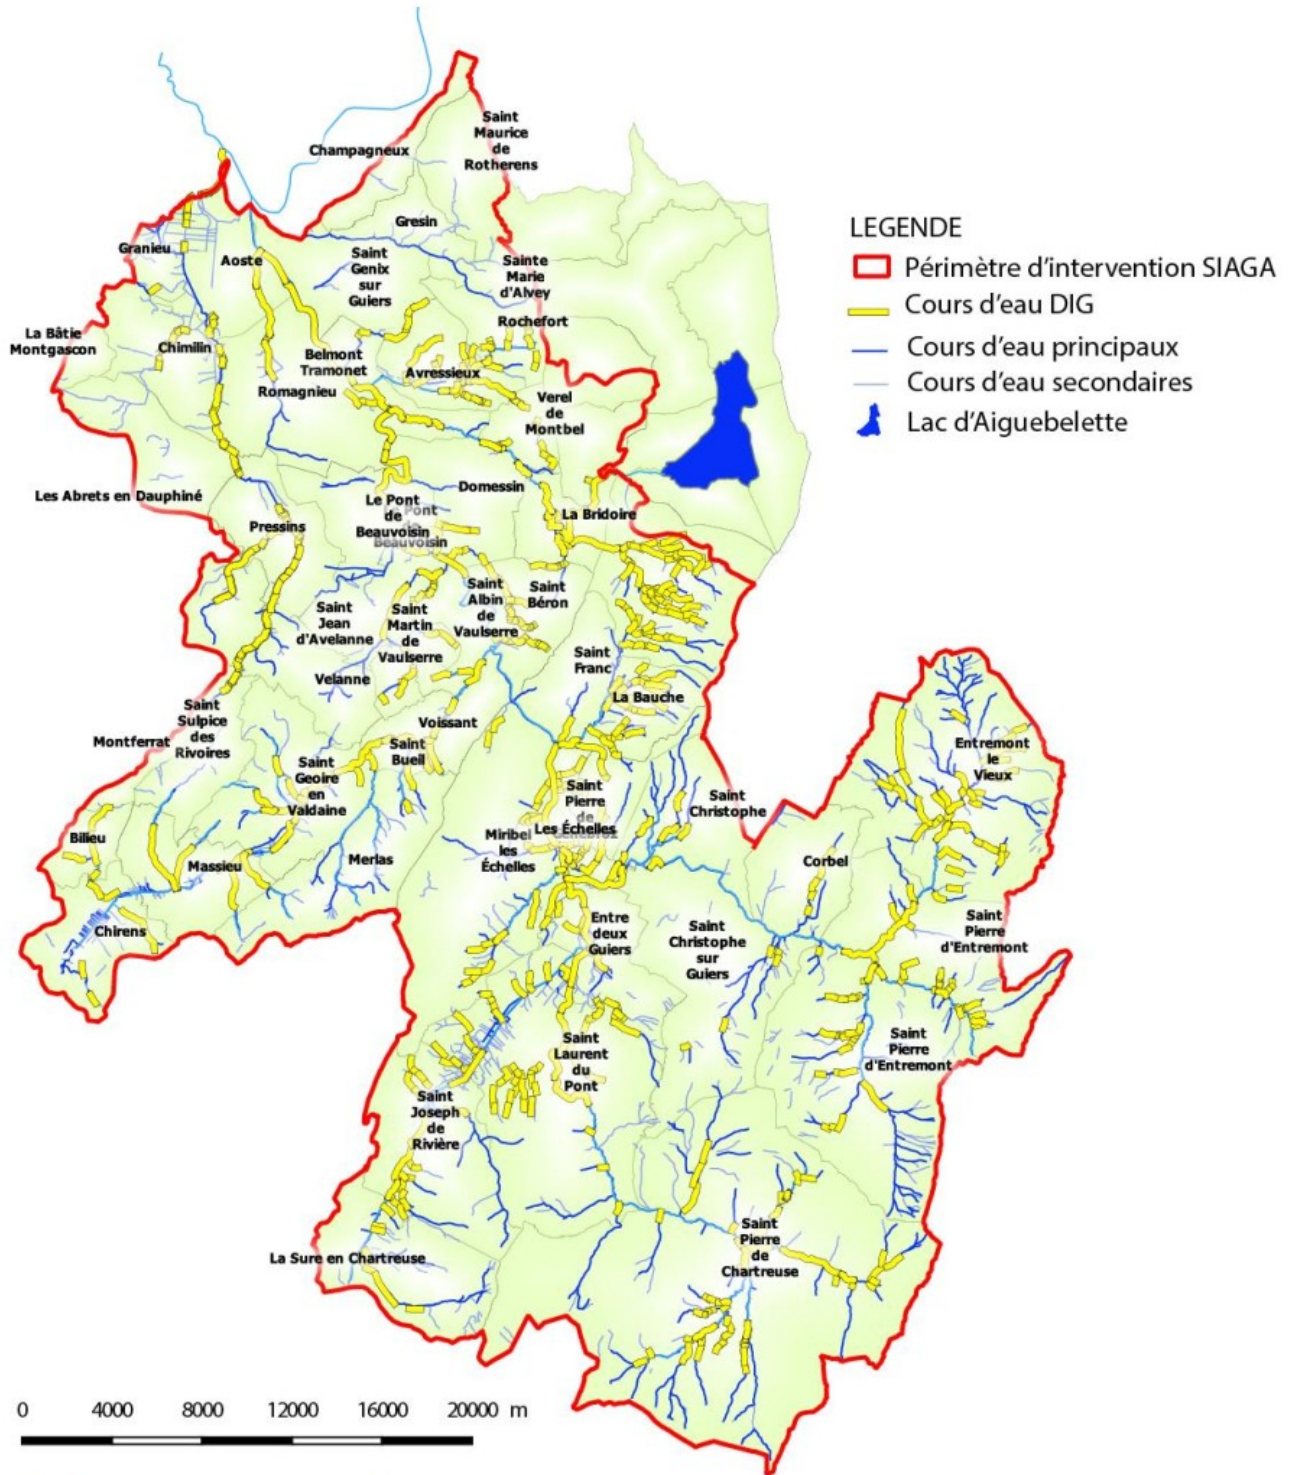 Saint
Maurice
de
Rotherens
Champagneux
Gresin
Granieu
Aoste
Saint
Genix
sur
Guiers
Sainte
Marie
d'Alvey
LEGENDE
Périmètre d'intervention SIAGA
Cours d'eau DIG
Cours d'eau principaux
Cours d'eau secondaires
Lac d'Aiguebelette
La Bâtie
Montgascon
Chimilin
Rochefort
Belmont
Tramonet
Avressieux
Romagnieu
Verel
de
Montbel
Les Abrets en Dauphiné
Domessin
Le Pont
de
Beauvoisin
Pont
Beauvoisin
La Bridoire
Pressins
Saint
Jean
d'Avelanne
Saint
Martin
de
Vaulserre
Saint
Albin
de
Vaulserre
Saint
Béron
Velanne
Saint
Franc
La Bauche
Saint
Sulpice
des
Rivoires
Montferrat
Voissant
Saint
Bueil
Saint
Geoire
en
Valdaine
Entremont
le
Vieux
Saint
Pierre
de
Les Échelles
Saint
Christophe
Bilieu
Massieu
Merlas
Miribel
les
Échelles
Corbel
Chirens
Entre
deux
Guiers
Saint
Christophe
sur
Guiers
Saint
Pierre
d'Entremont
Saint
Pierre
d'Entremont
Saint
Laurent
du
Pont
Saint
Joseph
de
Rivière
La Sure en Chartreuse
Saint
Pierre
de
Chartreuse
0 4000 8000 12000 16000 20000 m